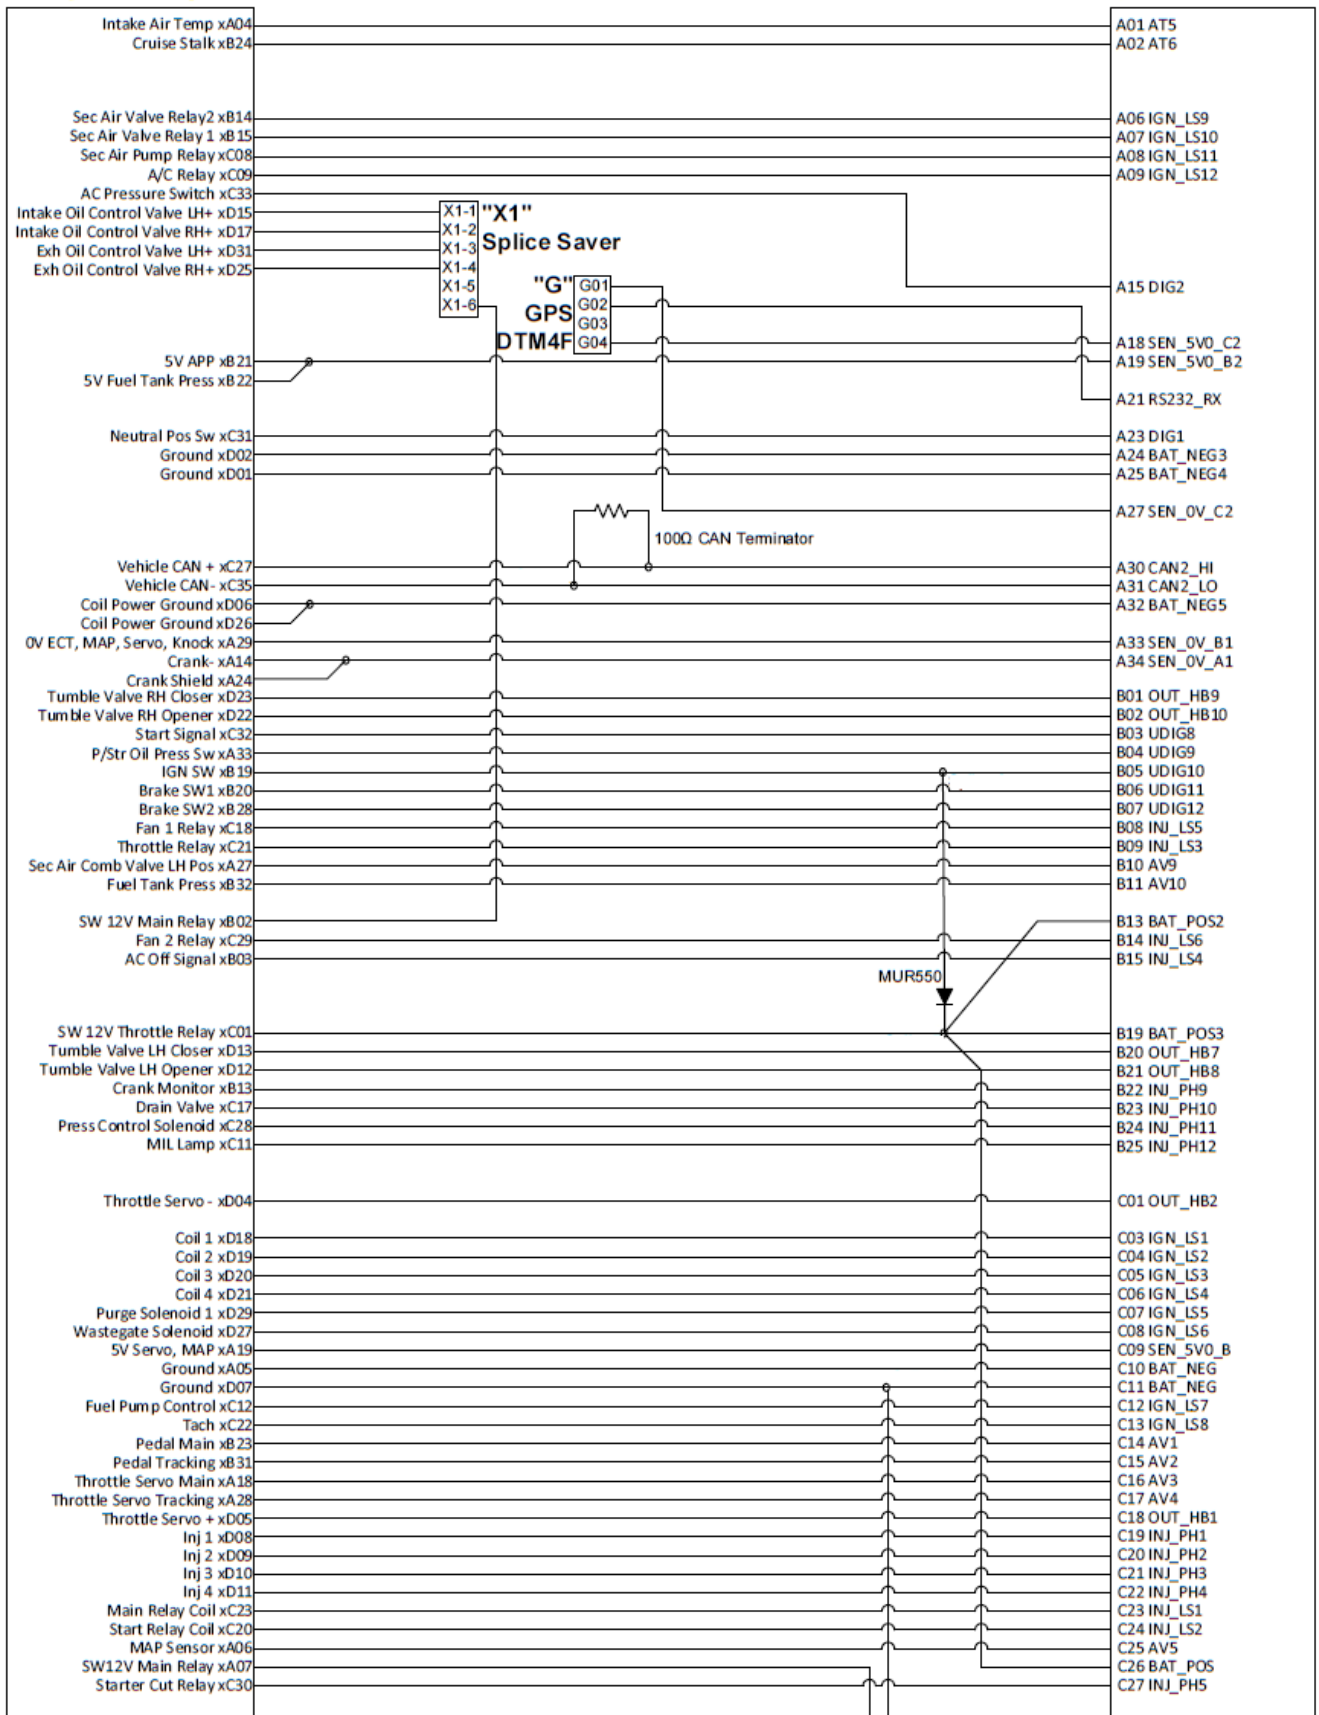 Intake Air Temp xA04 A01 AT5
Cruise Stalk xB24 A02 AT6
Sec Air Valve Relay2 xB14 A06 IGN_LS9
Sec Air Valve Relay 1 xB15 A07 IGN_LS10
Sec Air Pump Relay xC08 A08 IGN_LS11
A/C Relay xC09 A09 IGN_LS12
AC Pressure Switch xC33
Intake Oil Control Valve LH+ xD15 X1-1 "X1"
Intake Oil Control Valve RH+ xD17 X1-2
Exh Oil Control Valve LH+ xD31 X1-3 Splice Saver
Exh Oil Control Valve RH+ xD25 X1-4
X1-5 "G" G01 A15 DIG2
X1-6 GPS G02
G03
DTM4F G04 A18 SEN_5V0_C2
5V APP xB21 A19 SEN_5V0_B2
5V Fuel Tank Press xB22
A21 RS232_RX
Neutral Pos Sw xC31 A23 DIG1
Ground xD02 A24 BAT_NEG3
Ground xD01 A25 BAT_NEG4
A27 SEN_0V_C2
100Ω CAN Terminator
Vehicle CAN + xC27 A30 CAN2_HI
Vehicle CAN- xC35 A31 CAN2_LO
Coil Power Ground xD06 A32 BAT_NEG5
Coil Power Ground xD26
0V ECT, MAP, Servo, Knock xA29 A33 SEN_0V_B1
Crank- xA14 A34 SEN_0V_A1
Crank Shield xA24
Tumble Valve RH Closer xD23 B01 OUT_HB9
Tumble Valve RH Opener xD22 B02 OUT_HB10
Start Signal xC32 B03 UDIG8
P/Str Oil Press Sw xA33 B04 UDIG9
IGN SW xB19 B05 UDIG10
Brake SW1 xB20 B06 UDIG11
Brake SW2 xB28 B07 UDIG12
Fan 1 Relay xC18 B08 INJ_LS5
Throttle Relay xC21 B09 INJ_LS3
Sec Air Comb Valve LH Pos xA27 B10 AV9
Fuel Tank Press xB32 B11 AV10
SW 12V Main Relay xB02 B13 BAT_POS2
Fan 2 Relay xC29 B14 INJ_LS6
AC Off Signal xB03 B15 INJ_LS4
MUR550
SW 12V Throttle Relay xC01 B19 BAT_POS3
Tumble Valve LH Closer xD13 B20 OUT_HB7
Tumble Valve LH Opener xD12 B21 OUT_HB8
Crank Monitor xB13 B22 INJ_PH9
Drain Valve xC17 B23 INJ_PH10
Press Control Solenoid xC28 B24 INJ_PH11
MIL Lamp xC11 B25 INJ_PH12
Throttle Servo - xD04 C01 OUT_HB2
Coil 1 xD18 C03 IGN_LS1
Coil 2 xD19 C04 IGN_LS2
Coil 3 xD20 C05 IGN_LS3
Coil 4 xD21 C06 IGN_LS4
Purge Solenoid 1 xD29 C07 IGN_LS5
Wastegate Solenoid xD27 C08 IGN_LS6
5V Servo, MAP xA19 C09 SEN_5V0_B
Ground xA05 C10 BAT_NEG
Ground xD07 C11 BAT_NEG
Fuel Pump Control xC12 C12 IGN_LS7
Tach xC22 C13 IGN_LS8
Pedal Main xB23 C14 AV1
Pedal Tracking xB31 C15 AV2
Throttle Servo Main xA18 C16 AV3
Throttle Servo Tracking xA28 C17 AV4
Throttle Servo + xD05 C18 OUT_HB1
Inj 1 xD08 C19 INJ_PH1
Inj 2 xD09 C20 INJ_PH2
Inj 3 xD10 C21 INJ_PH3
Inj 4 xD11 C22 INJ_PH4
Main Relay Coil xC23 C23 INJ_LS1
Start Relay Coil xC20 C24 INJ_LS2
MAP Sensor xA06 C25 AV5
SW12V Main Relay xA07 C26 BAT_POS
Starter Cut Relay xC30 C27 INJ_PH5